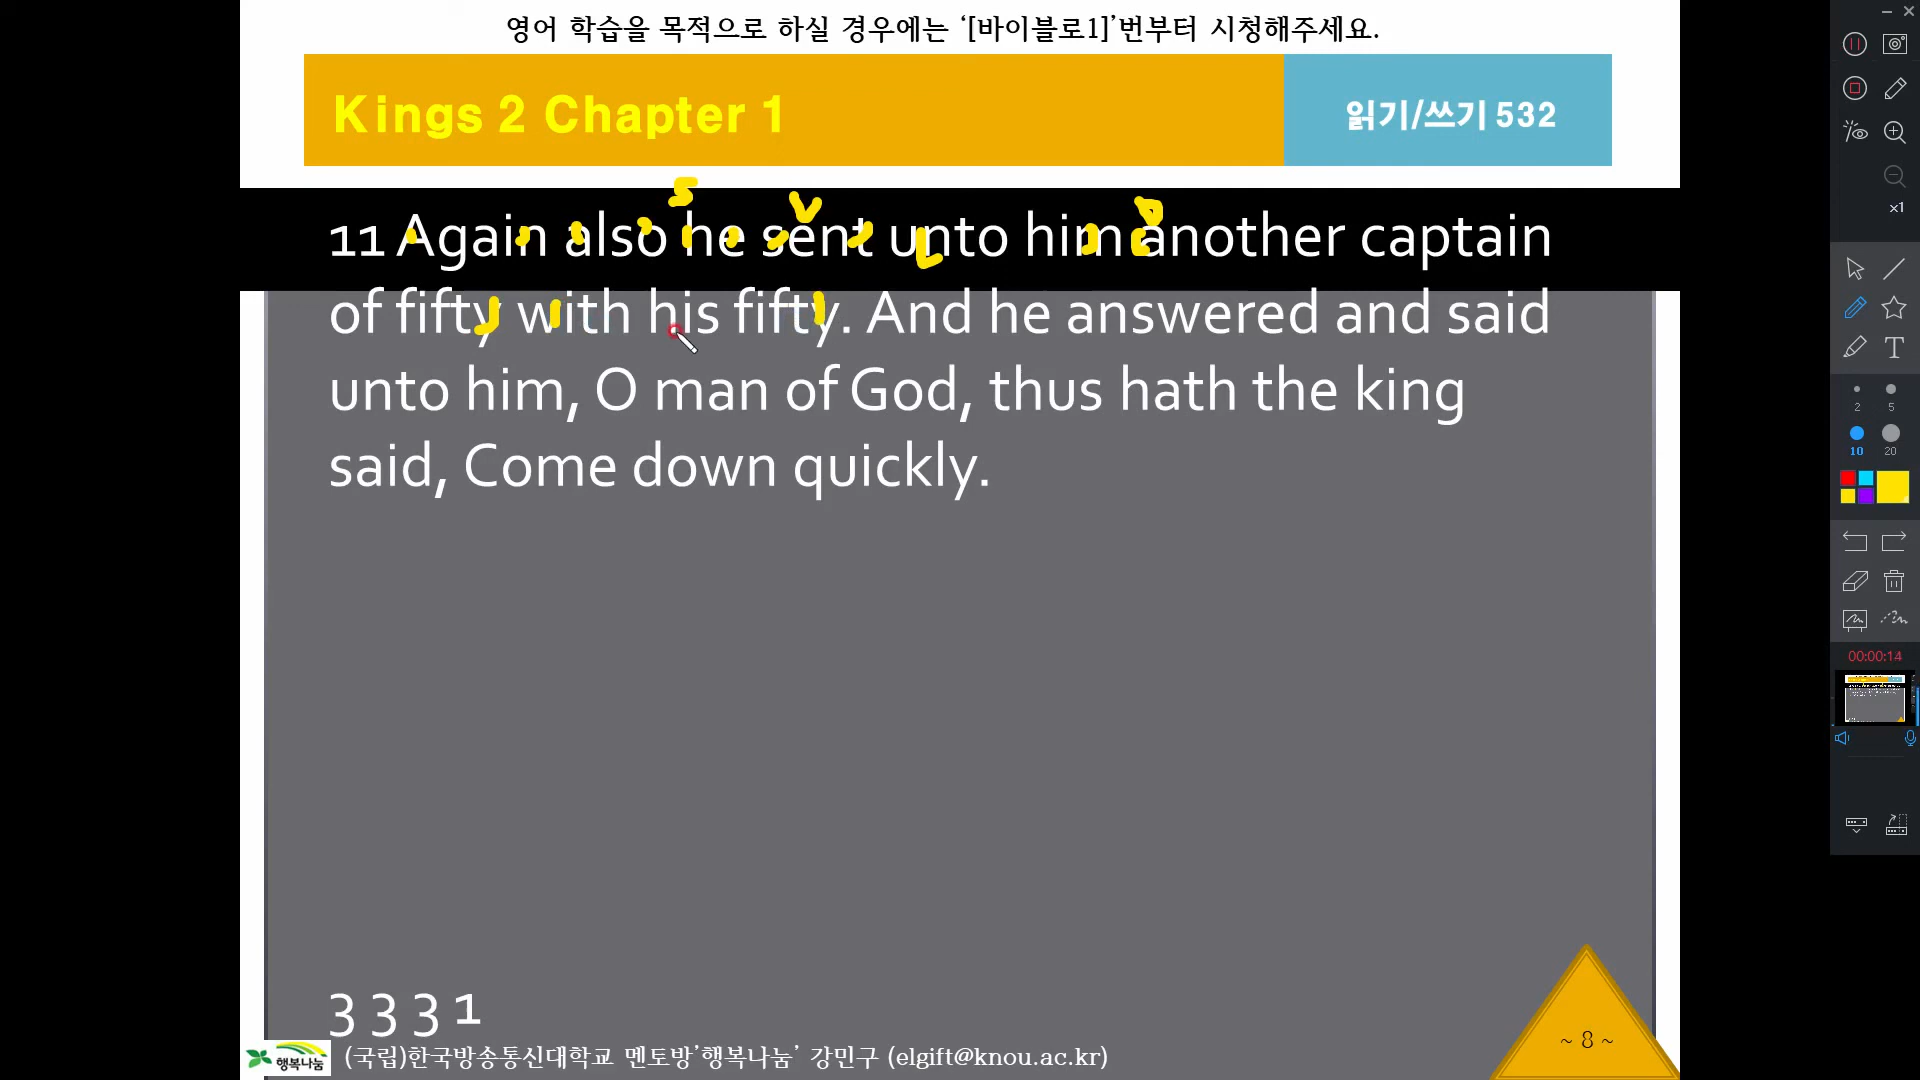 영어 학습을 목적으로 하실 경우에는 ‘[바이블로1]’번부터 시청해주세요.
Kings 2 Chapter 1
읽기/쓰기 532
S V O
11 Again also he sent unto him another captain
L
of fifty with his fifty. And he answered and said
unto him, O man of God, thus hath the king
said, Come down quickly.
3 3 3 1
행복나눔
(국립)한국방송통신대학교 멘토방’행복나눔’ 강민구 (elgift@knou.ac.kr)
~ 8 ~
x1
T
2 5
10 20
00:00:14